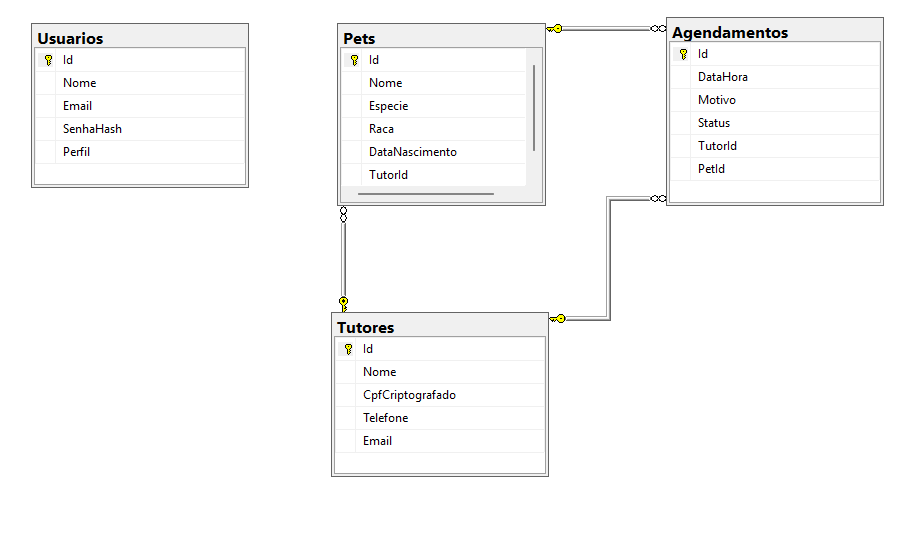 Usuarios
Id
Nome
Email
SenhaHash
Perfil
Pets
Id
Nome
Especie
Raca
DataNascimento
TutorId
Agendamentos
Id
DataHora
Motivo
Status
TutorId
PetId
Tutores
Id
Nome
CpfCriptografado
Telefone
Email